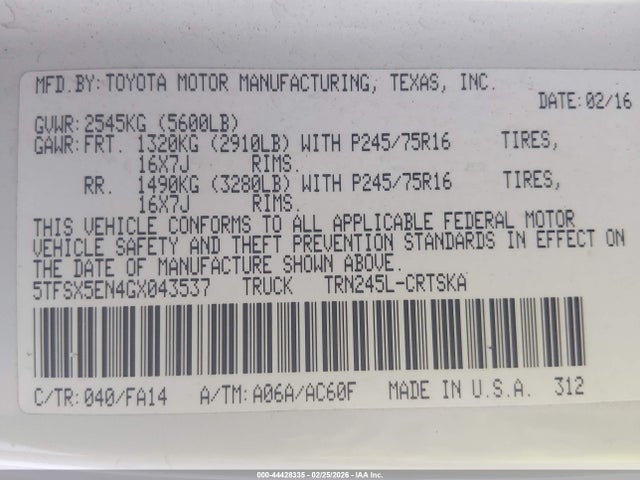 MFD.BY:TOYOTA MOTOR MANUFACTURING, TEXAS, INC.
DATE:02/16
GVWR:2545KG (5600LB)
GAWR:FRT. 1320KG (2910LB) WITH P245/75R16 TIRES,
16X7J RIMS.
RR. 1490KG (3280LB) WITH P245/75R16 TIRES,
16X7J RIMS.
THIS VEHICLE CONFORMS TO ALL APPLICABLE FEDERAL MOTOR
VEHICLE SAFETY AND THEFT PREVENTION STANDARDS IN EFFECT ON
THE DATE OF MANUFACTURE SHOWN ABOVE.
5TFSX5EN4GX043537 TRUCK TRN245L-CRTSKA
C/TR:040/FA14 A/TM:A06A/AC60F MADE IN U.S.A. 312
000-44428335 - 02/25/2026 - IAA Inc.